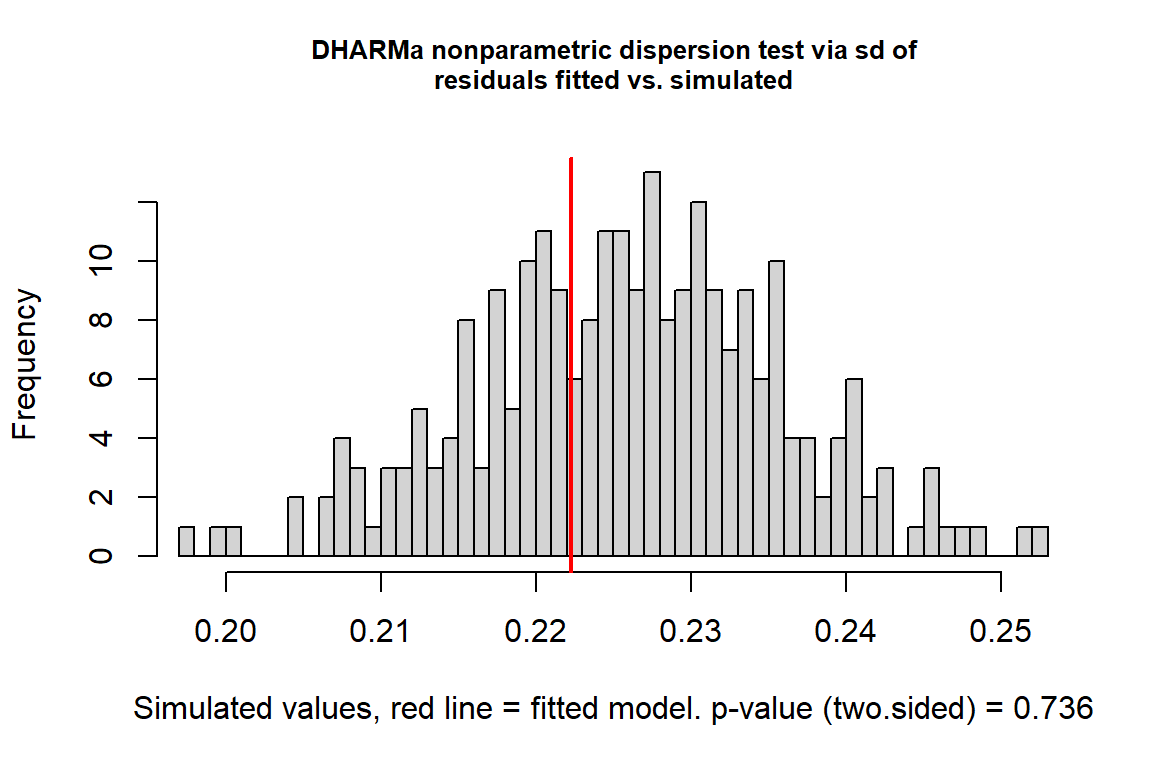 DHARMa nonparametric dispersion test via sd of
residuals fitted vs. simulated
Frequency
10
8
6
4
2
0
0.20 0.21 0.22 0.23 0.24 0.25
Simulated values, red line = fitted model. p-value (two.sided) = 0.736